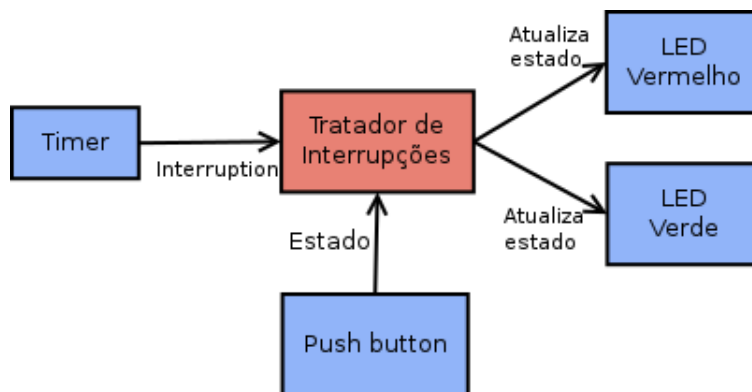 Timer
Interruption
Tratador de
Interrupções
Atualiza
estado
LED
Vermelho
Atualiza
estado
LED
Verde
Estado
Push button